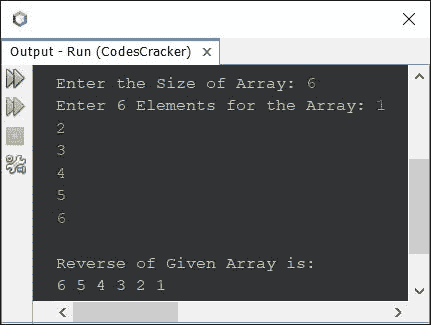 Output - Run (CodesCracker)
Enter the Size of Array: 6
Enter 6 Elements for the Array: 1
2
3
4
5
6
Reverse of Given Array is:
6 5 4 3 2 1